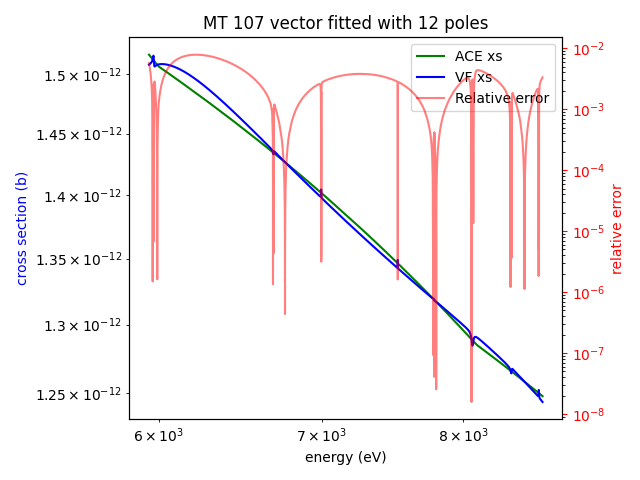 MT 107 vector fitted with 12 poles
ACE xs
VF xs
Relative error
cross section (b)
1.5 × 10⁻¹²
1.45 × 10⁻¹²
1.4 × 10⁻¹²
1.35 × 10⁻¹²
1.3 × 10⁻¹²
1.25 × 10⁻¹²
10⁻²
10⁻³
10⁻⁴
10⁻⁵
10⁻⁶
10⁻⁷
10⁻⁸
relative error
6 × 10³
7 × 10³
8 × 10³
energy (eV)